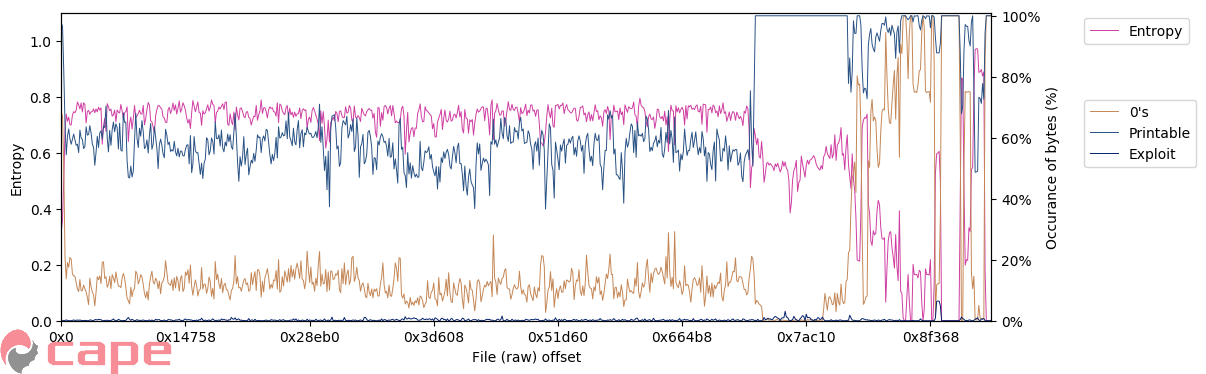 Entropy
0's
Printable
Exploit
1.0
0.8
0.6
0.4
0.2
0.0
Entropy
100%
80%
60%
40%
20%
0%
Occurance of bytes (%)
0x0
0x14758
0x28eb0
0x3d608
0x51d60
0x664b8
0x7ac10
0x8f368
File (raw) offset
cape